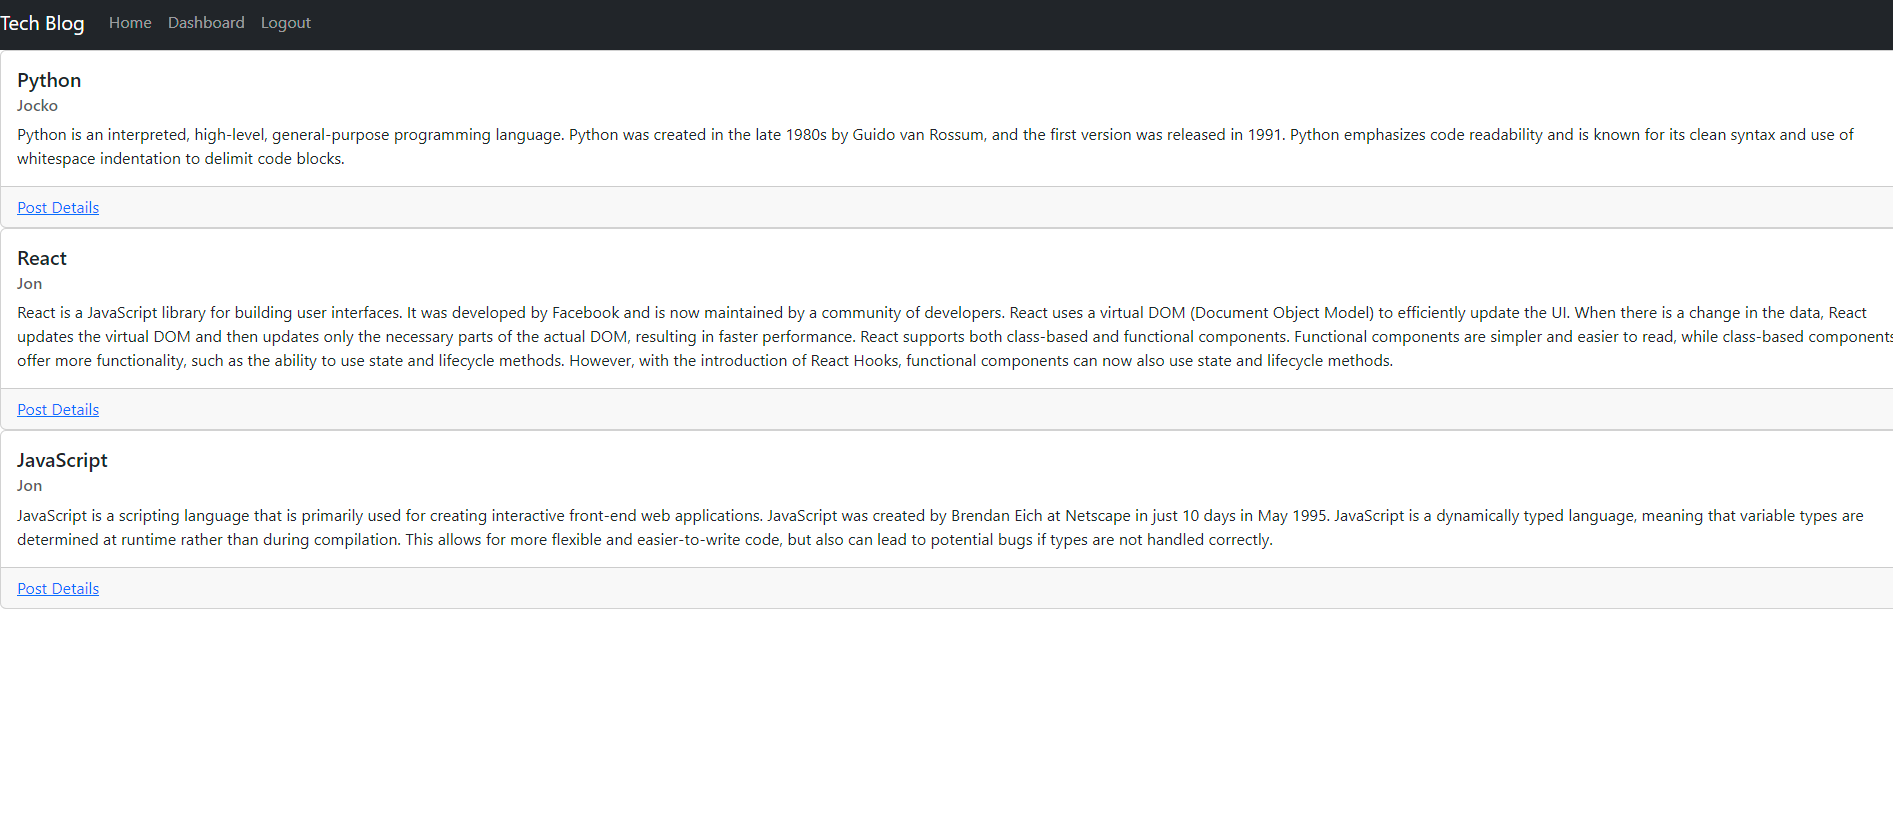 Tech Blog Home Dashboard Logout
Python
Jocko
Python is an interpreted, high-level, general-purpose programming language. Python was created in the late 1980s by Guido van Rossum, and the first version was released in 1991. Python emphasizes code readability and is known for its clean syntax and use of
whitespace indentation to delimit code blocks.
Post Details
React
Jon
React is a JavaScript library for building user interfaces. It was developed by Facebook and is now maintained by a community of developers. React uses a virtual DOM (Document Object Model) to efficiently update the UI. When there is a change in the data, React
updates the virtual DOM and then updates only the necessary parts of the actual DOM, resulting in faster performance. React supports both class-based and functional components. Functional components are simpler and easier to read, while class-based components
offer more functionality, such as the ability to use state and lifecycle methods. However, with the introduction of React Hooks, functional components can now also use state and lifecycle methods.
Post Details
JavaScript
Jon
JavaScript is a scripting language that is primarily used for creating interactive front-end web applications. JavaScript was created by Brendan Eich at Netscape in just 10 days in May 1995. JavaScript is a dynamically typed language, meaning that variable types are
determined at runtime rather than during compilation. This allows for more flexible and easier-to-write code, but also can lead to potential bugs if types are not handled correctly.
Post Details